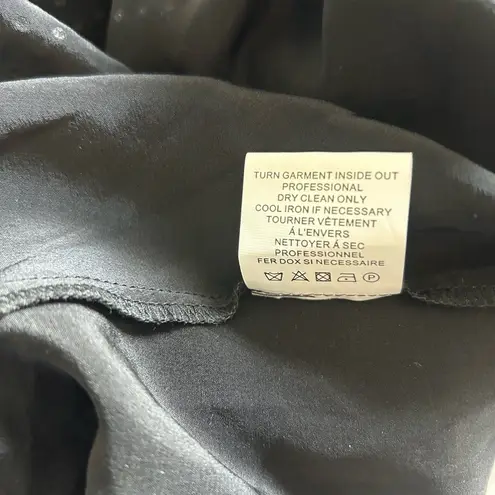 TURN GARMENT INSIDE OUT
PROFESSIONAL
DRY CLEAN ONLY
COOL IRON IF NECESSARY
TOURNER VÊTEMENT
Á L'ENVERS
NETTOYER Á SEC
PROFESSIONNEL
FER DOX SI NECESSAIRE
P